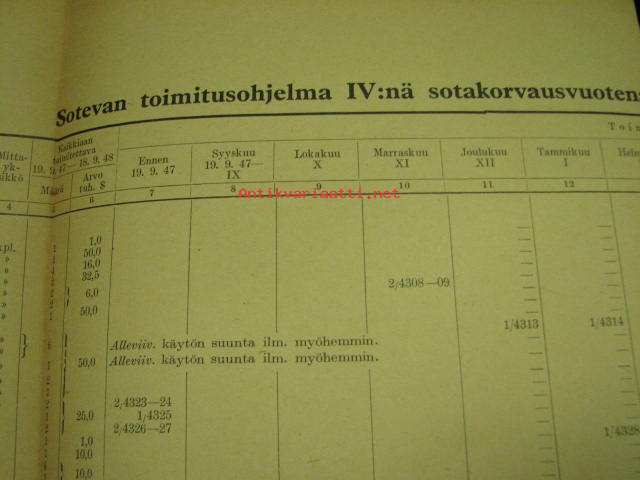 Sotevan toimitusohjelma IV:nä sotakorvausvuoten
Mitta-
yk-
sikkö
Kaikkiaan
toimitettava
19. 9. 47—18. 9. 48
Määrä
Arvo
tuh. $
Ennen
19. 9. 47
Syyskuu
19. 9. 47—
IX
Lokakuu
X
Marraskuu
XI
Joulukuu
XII
Tammikuu
I
Hel
4
6
7
8
9
10
11
12
Antikvariaatti.net
kpl.
1,0
50,0
16,0
32,5
2/4308—09
6,0
50,0
1/4313
1/4314
Alleviiv. käytön suunta ilm. myöhemmin.
50,0
Alleviiv. käytön suunta ilm. myöhemmin.
2/4323—24
25,0
1/4325
2/4326—27
1,0
1/4328
10,0
10,0